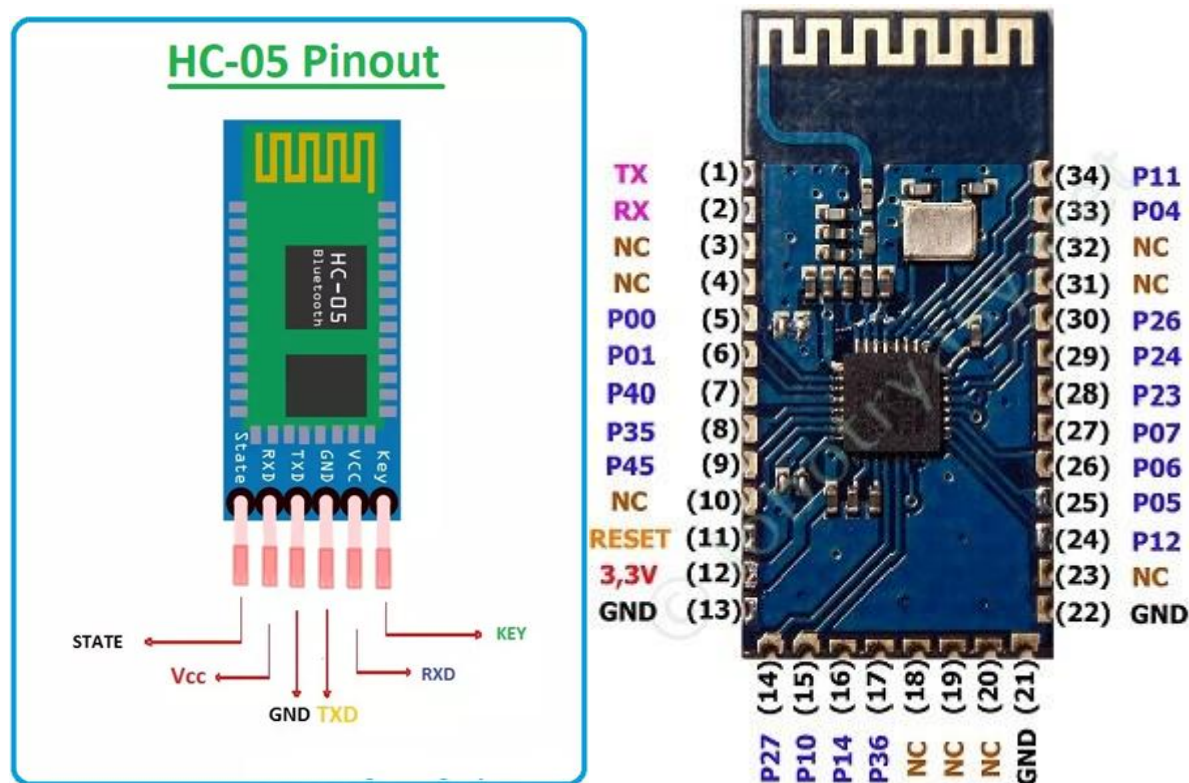 HC-05 Pinout
HC-05
Bluetooth
State
RXD
TXD
GND
VCC
Key
STATE
KEY
Vcc
RXD
GND TXD
TX (1)
RX (2)
NC (3)
NC (4)
P00 (5)
P01 (6)
P40 (7)
P35 (8)
P45 (9)
NC (10)
RESET (11)
3,3V (12)
GND (13)
(34) P11
(33) P04
(32) NC
(31) NC
(30) P26
(29) P24
(28) P23
(27) P07
(26) P06
(25) P05
(24) P12
(23) NC
(22) GND
P27 (14)
P10 (15)
P14 (16)
P36 (17)
NC (18)
NC (19)
NC (20)
GND (21)